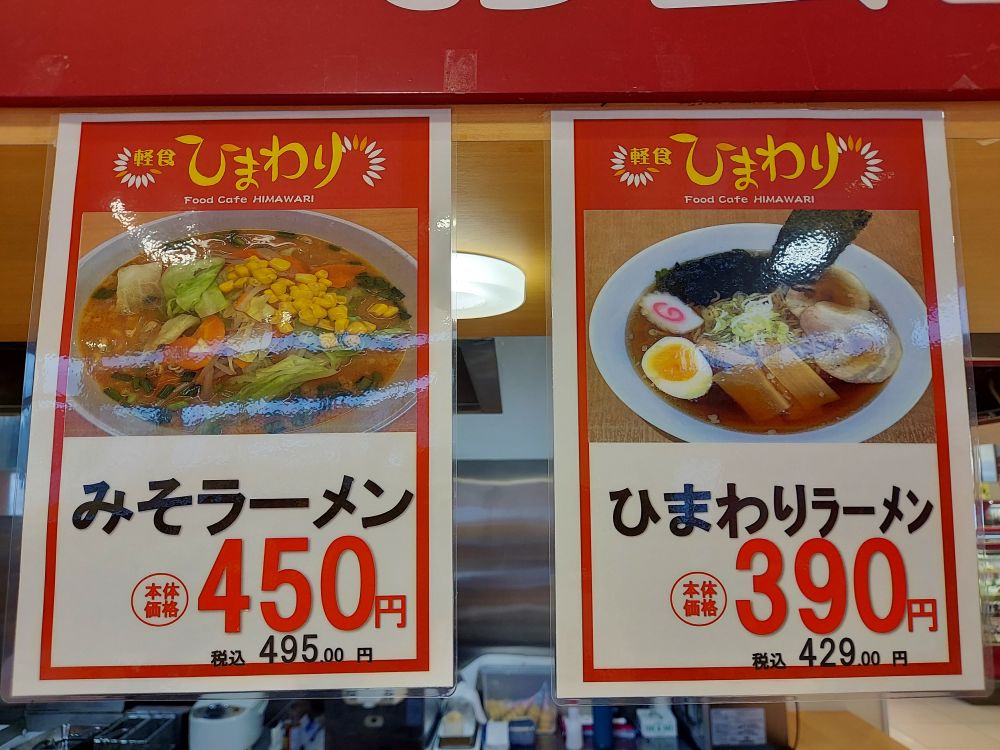 軽食 ひまわり
Food Cafe HIMAWARI
みそラーメン
本体価格 450円
税込 495.00 円
軽食 ひまわり
Food Cafe HIMAWARI
ひまわりラーメン
本体価格 390円
税込 429.00 円